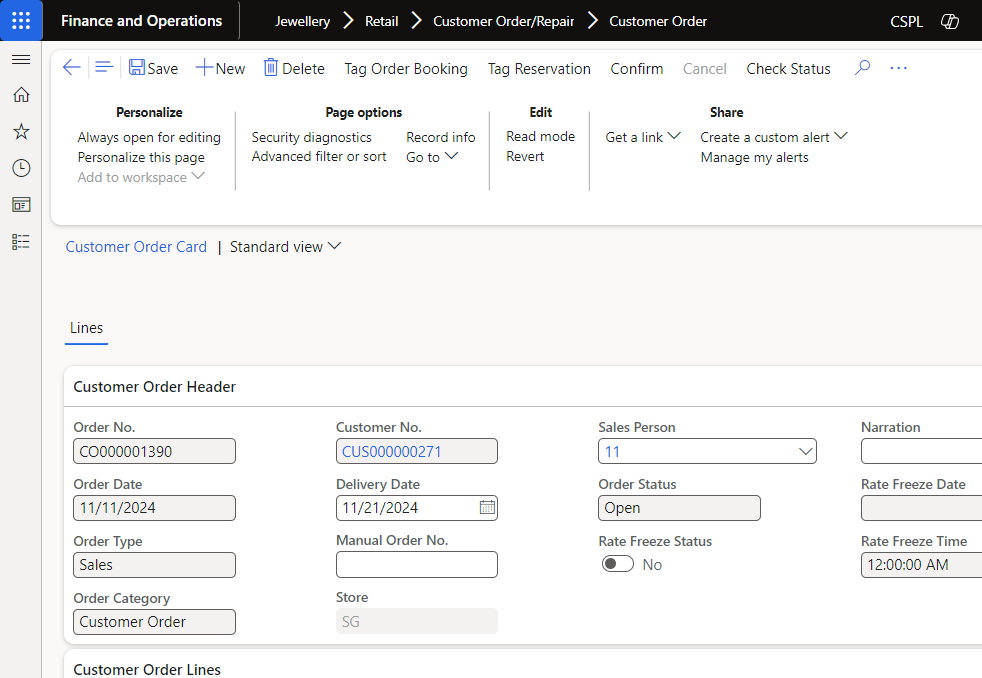 Finance and Operations Jewellery Retail Customer Order/Repair Customer Order CSPL
Save New Delete Tag Order Booking Tag Reservation Confirm Cancel Check Status ...
Personalize Page options Edit Share
Always open for editing Security diagnostics Record info Read mode Get a link Create a custom alert
Personalize this page Advanced filter or sort Go to Revert Manage my alerts
Add to workspace
Customer Order Card | Standard view
Lines
Customer Order Header
Order No. Customer No. Sales Person Narration
CO000001390 CUS000000271 11
Order Date Delivery Date Order Status Rate Freeze Date
11/11/2024 11/21/2024 Open
Order Type Manual Order No. Rate Freeze Status Rate Freeze Time
Sales No 12:00:00 AM
Order Category Store
Customer Order SG
Customer Order Lines